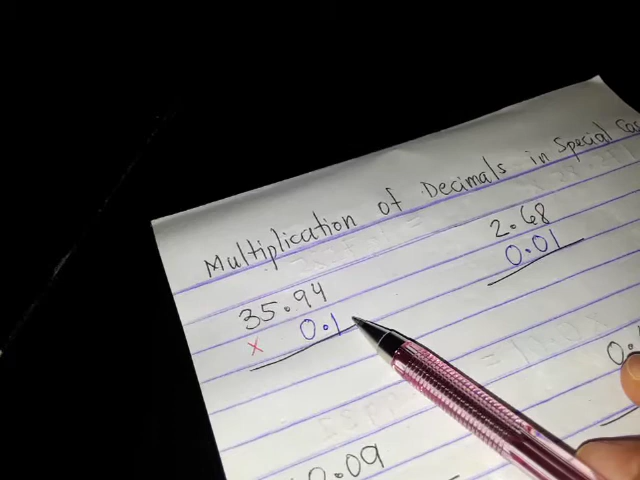 Multiplication of Decimals in Special
35.94
x 0.1
2.68
0.01
0.09